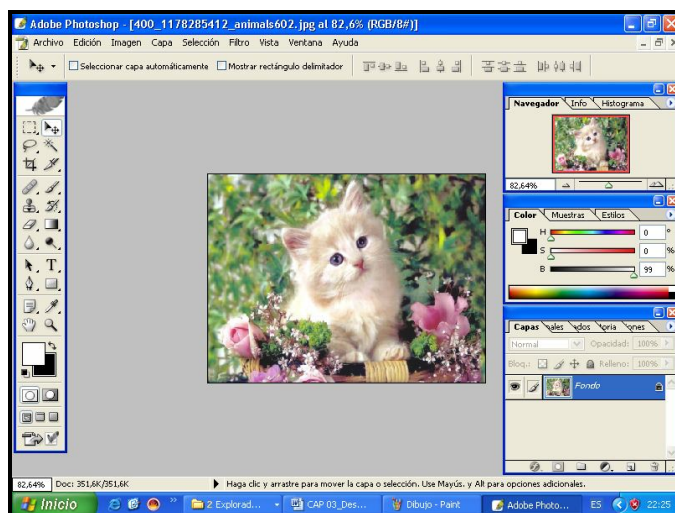 Adobe Photoshop - [400_1178285412_animals602.jpg al 82,6% (RGB/8#)]
Archivo Edición Imagen Capa Selección Filtro Vista Ventana Ayuda
Seleccionar capa automáticamente Mostrar rectángulo delimitador
Navegador Info Histograma
82,64%
Color Muestras Estilos
H 0 °
S 0 %
B 99 %
Capas
Normal Opacidad: 100%
Bloq.: Relleno: 100%
Fondo
T
82,64% Doc: 351,6K/351,6K Haga clic y arrastre para mover la capa o selección. Use Mayús. y Alt para opciones adicionales.
Inicio 2 Explorad... CAP 03_Des... Dibujo - Paint Adobe Photo... ES 22:25